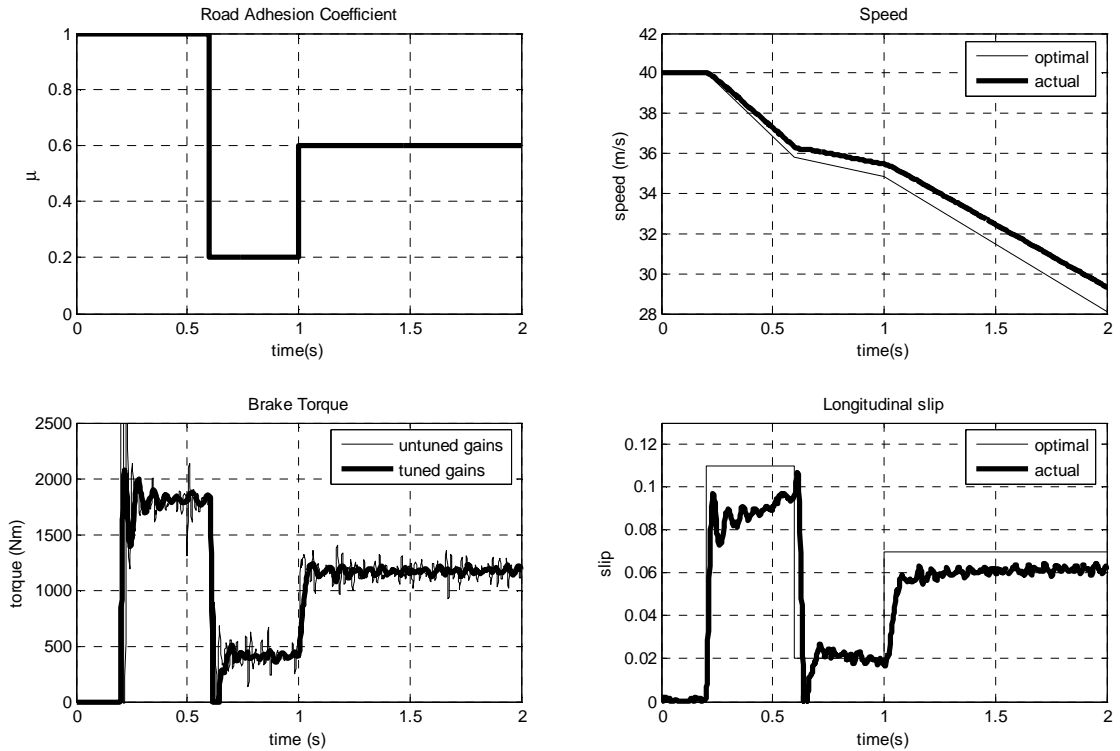 Road Adhesion Coefficient
1
0.8
0.6
0.4
0.2
0
μ
0
0.5
1
1.5
2
time(s)
Speed
42
40
38
36
34
32
30
28
speed (m/s)
optimal
actual
0
0.5
1
1.5
2
time(s)
Brake Torque
2500
2000
1500
1000
500
0
torque (Nm)
untuned gains
tuned gains
0
0.5
1
1.5
2
time (s)
Longitudinal slip
0.12
0.1
0.08
0.06
0.04
0.02
0
slip
optimal
actual
0
0.5
1
1.5
2
time (s)